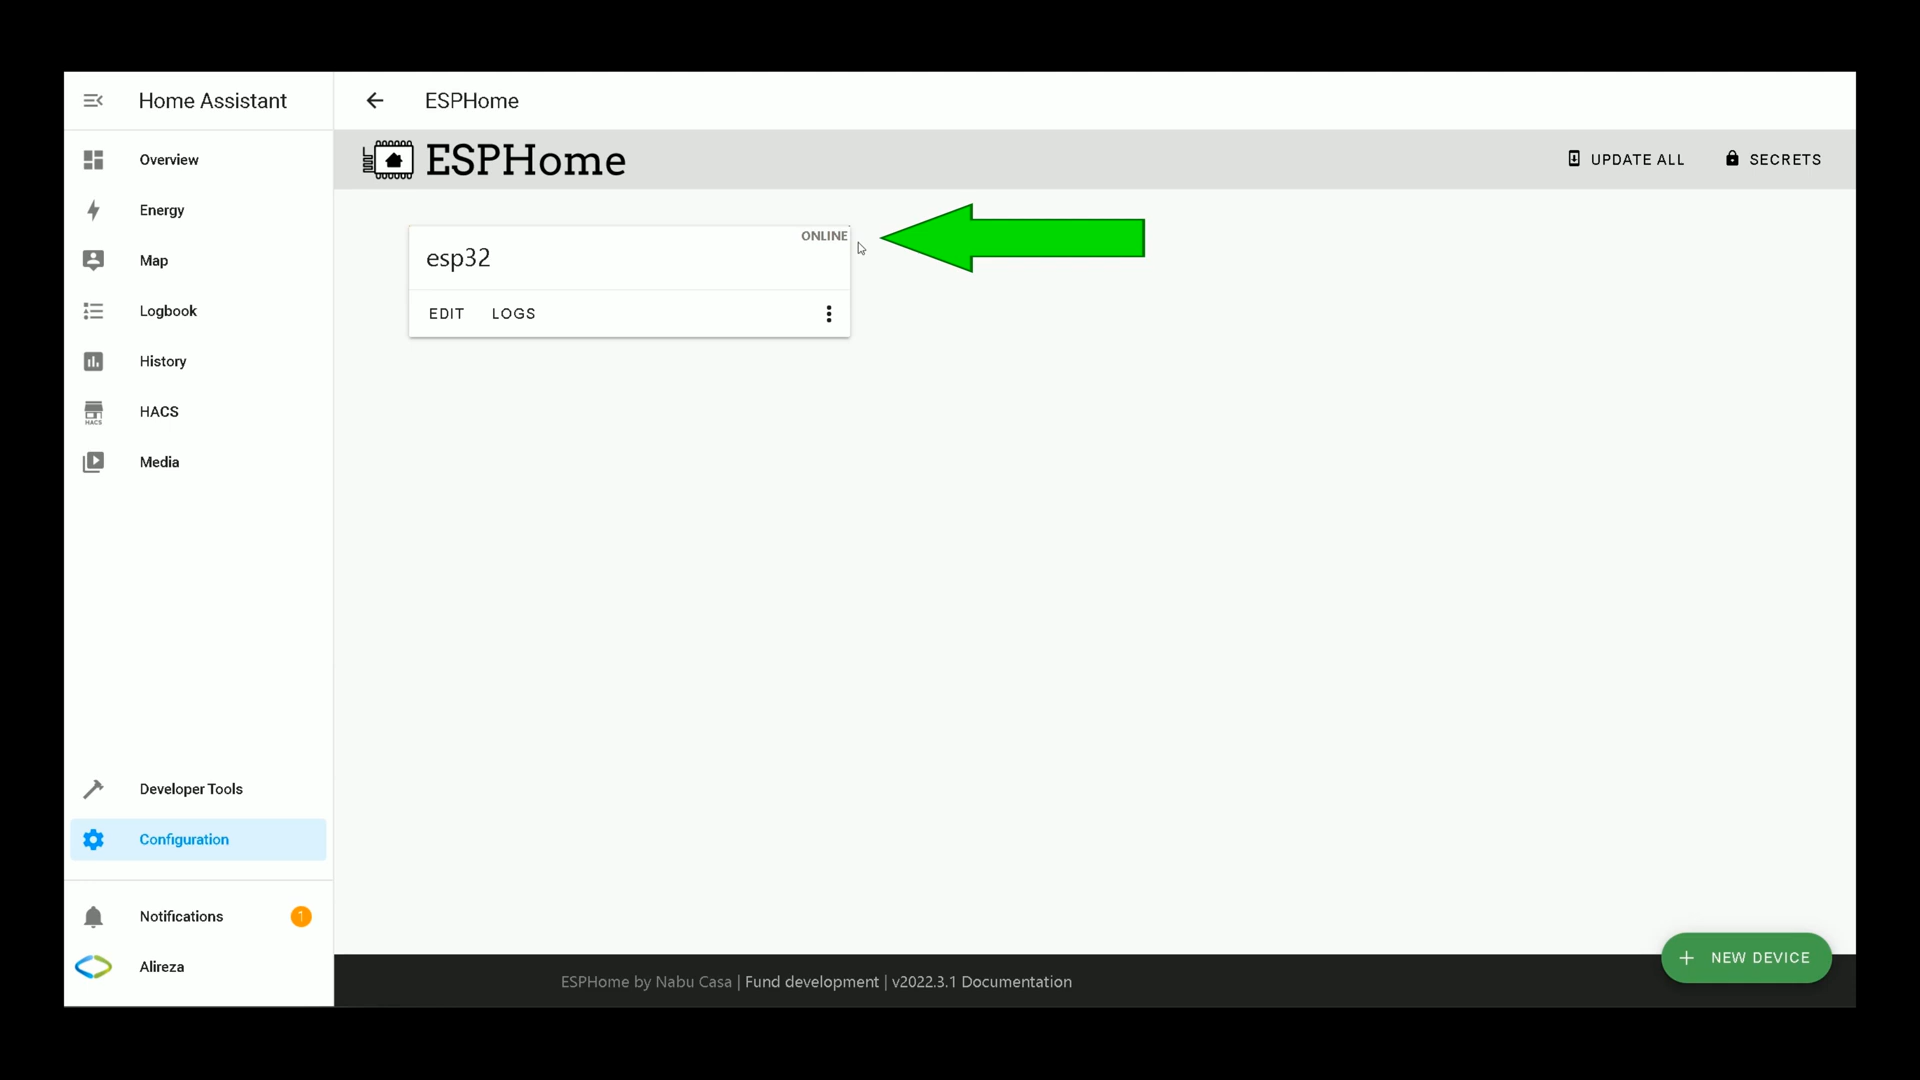 Home Assistant
ESPHome
ESPHome
UPDATE ALL
SECRETS
Overview
Energy
Map
Logbook
History
HACS
HACS
Media
ONLINE
esp32
EDIT
LOGS
Developer Tools
Configuration
Notifications
1
Alireza
NEW DEVICE
ESPHome by Nabu Casa | Fund development | v2022.3.1 Documentation